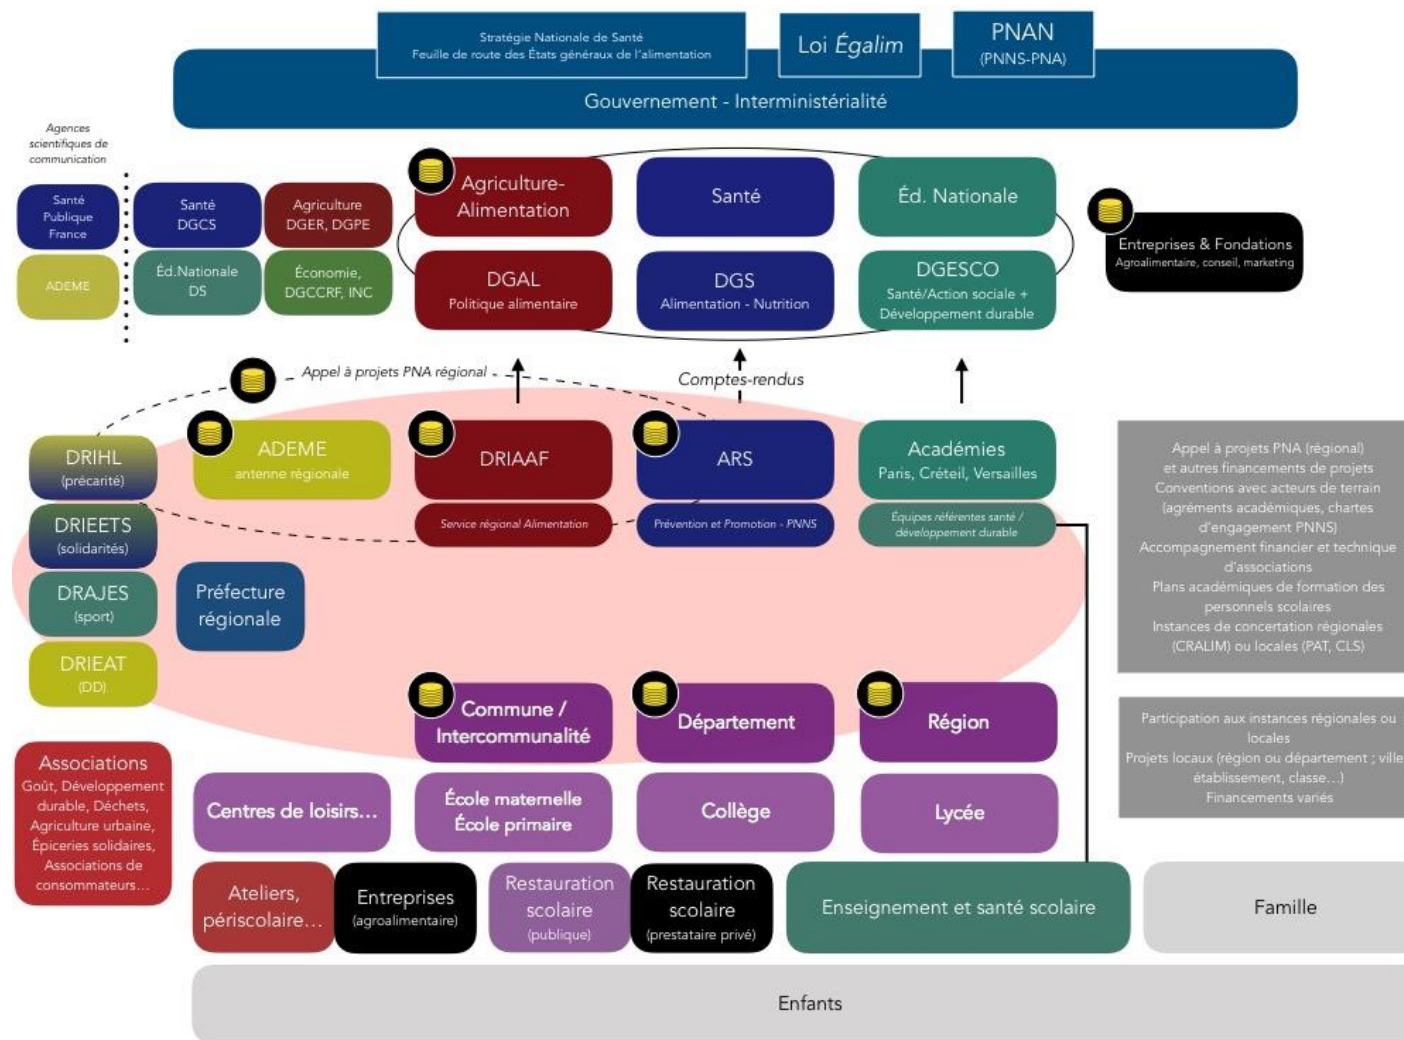 Stratégie Nationale de Santé
Feuille de route des États généraux de l'alimentation
Loi Égalim
PNAN
(PNNS-PNA)
Gouvernement - Interministérialité
Agences
scientifiques de
communication
Santé
Publique
France
ADEME
Santé
DGCS
Agriculture
DGER, DGPE
Éd.Nationale
DS
Économie,
DGCCRF, INC
Agriculture-
Alimentation
Santé
Éd. Nationale
DGAL
Politique alimentaire
DGS
Alimentation - Nutrition
DGESCO
Santé/Action sociale +
Développement durable
Entreprises & Fondations
Agroalimentaire, conseil, marketing
Appel à projets PNA régional
Comptes-rendus
DRIHL
(précarité)
DRIEETS
(solidarités)
DRAJES
(sport)
DRIEAT
(DD)
ADEME
antenne régionale
DRIAAF
Service régional Alimentation
ARS
Prévention et Promotion - PNNS
Académies
Paris, Créteil, Versailles
Équipes référentes santé /
développement durable
Préfecture
régionale
Appel à projets PNA (régional)
et autres financements de projets
Conventions avec acteurs de terrain
(agréments académiques, chartes
d'engagement PNNS)
Accompagnement financier et technique
d'associations
Plans académiques de formation des
personnels scolaires
Instances de concertation régionales
(CRALIM) ou locales (PAT, CLS)
Commune /
Intercommunalité
Département
Région
Participation aux instances régionales ou
locales
Projets locaux (région ou département ; ville
établissement, classe...)
Financements variés
Associations
Goût, Développement
durable, Déchets,
Agriculture urbaine,
Épiceries solidaires,
Associations de
consommateurs...
Centres de loisirs...
École maternelle
École primaire
Collège
Lycée
Ateliers,
périscolaire...
Entreprises
(agroalimentaire)
Restauration
scolaire
(publique)
Restauration
scolaire
(prestataire privé)
Enseignement et santé scolaire
Famille
Enfants